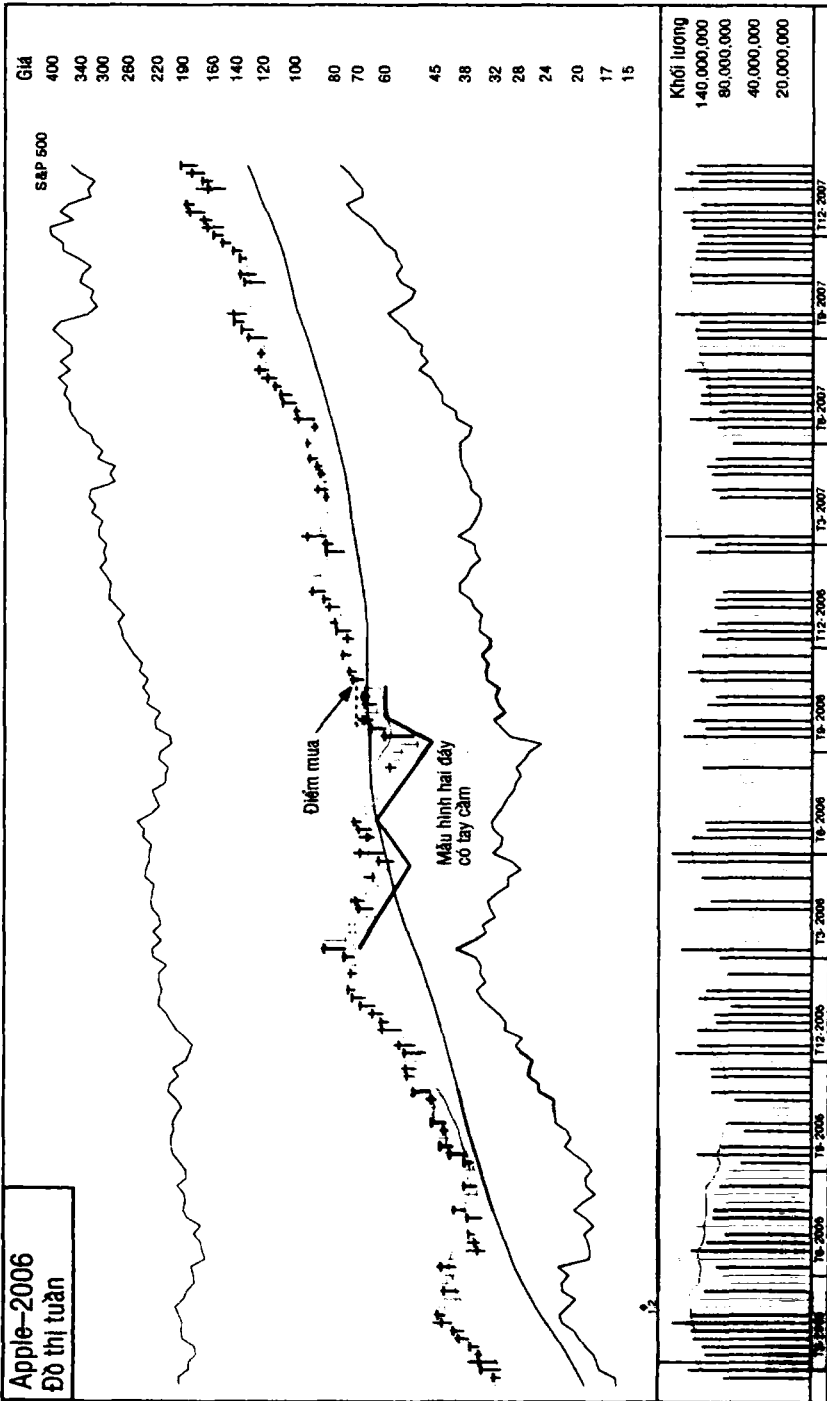 Apple–2006
Đồ thị tuần
S&P 500
Giá
400
340
300
260
220
190
160
140
120
100
80
70
60
45
38
32
28
24
20
17
15
Điểm mua
Mẫu hình hai đáy
có tay cầm
1,2
Khối lượng
140,000,000
80,000,000
40,000,000
20,000,000
T6- 2005
T9- 2005
T12- 2005
T3- 2006
T6- 2006
T9- 2006
T12- 2006
T3- 2007
T6- 2007
T9- 2007
T12- 2007